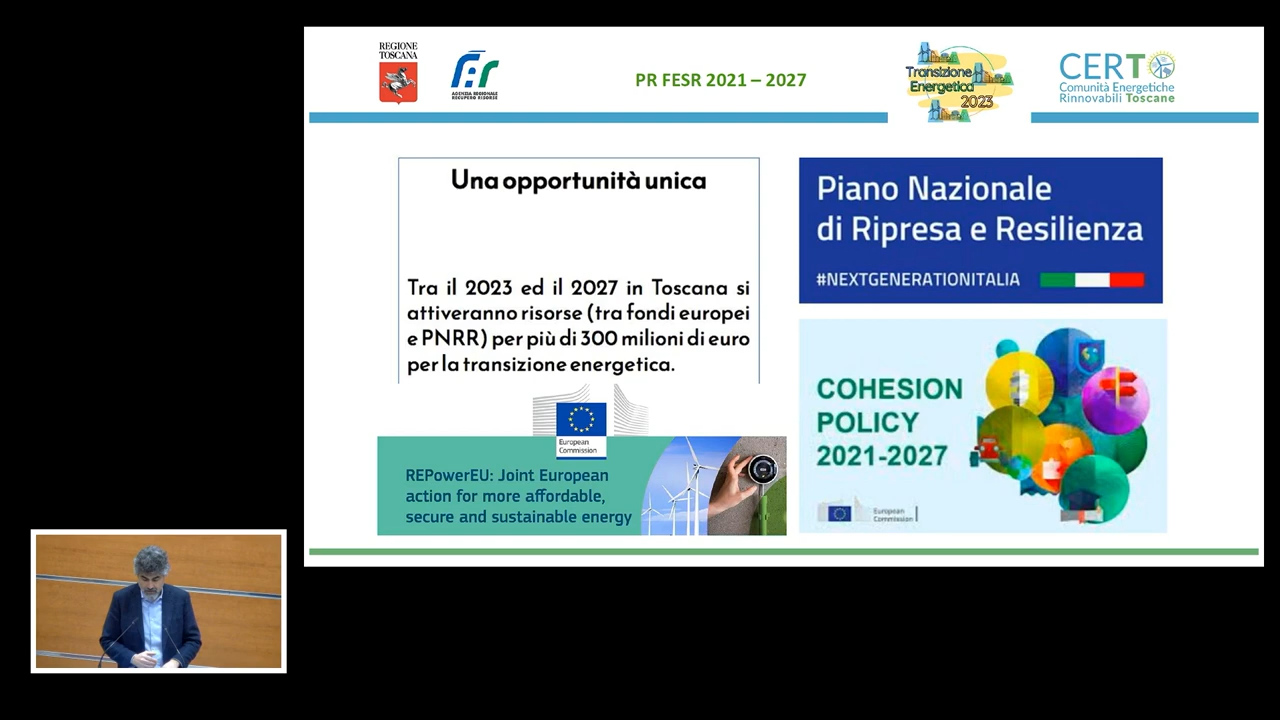 REGIONE
TOSCANA
AGENZIA REGIONALE
RECUPERO RISORSE
PR FESR 2021 – 2027
Transizione
Energetica
2023
CERT
Comunità Energetiche
Rinnovabili Toscane
Una opportunità unica
Tra il 2023 ed il 2027 in Toscana si
attiveranno risorse (tra fondi europei
e PNRR) per più di 300 milioni di euro
per la transizione energetica.
European
Commission
REPowerEU: Joint European
action for more affordable,
secure and sustainable energy
Piano Nazionale
di Ripresa e Resilienza
#NEXTGENERATIONITALIA
COHESION
POLICY
2021-2027
European
Commission